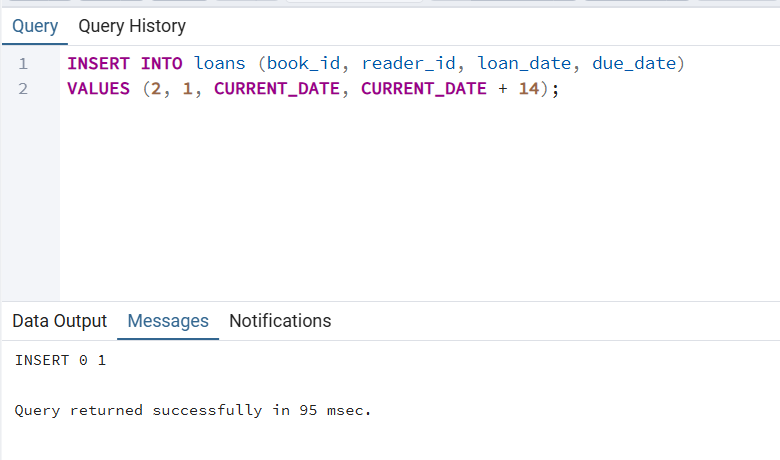 Query Query History
1 INSERT INTO loans (book_id, reader_id, loan_date, due_date)
2 VALUES (2, 1, CURRENT_DATE, CURRENT_DATE + 14);
Data Output Messages Notifications
INSERT 0 1
Query returned successfully in 95 msec.